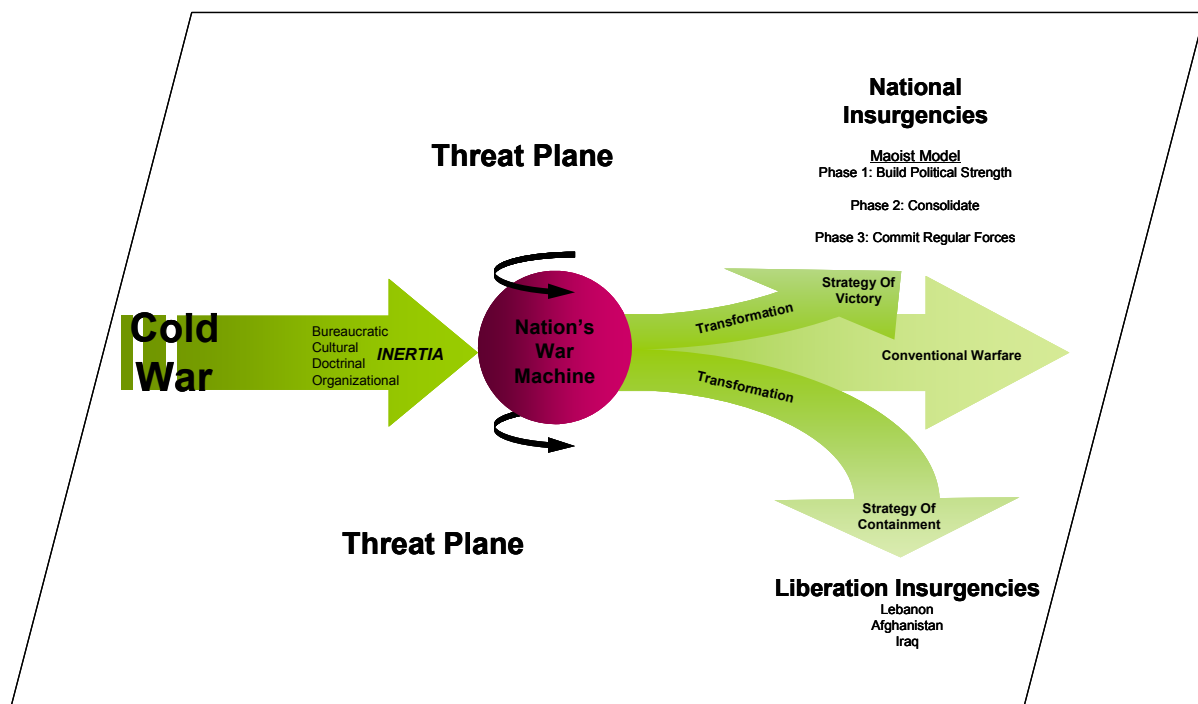 National
Insurgencies
Maoist Model
Phase 1: Build Political Strength
Phase 2: Consolidate
Phase 3: Commit Regular Forces
Threat Plane
Cold
War
Bureaucratic
Cultural
Doctrinal
Organizational
INERTIA
Nation's
War
Machine
Transformation
Strategy Of
Victory
Conventional Warfare
Transformation
Strategy Of
Containment
Threat Plane
Liberation Insurgencies
Lebanon
Afghanistan
Iraq